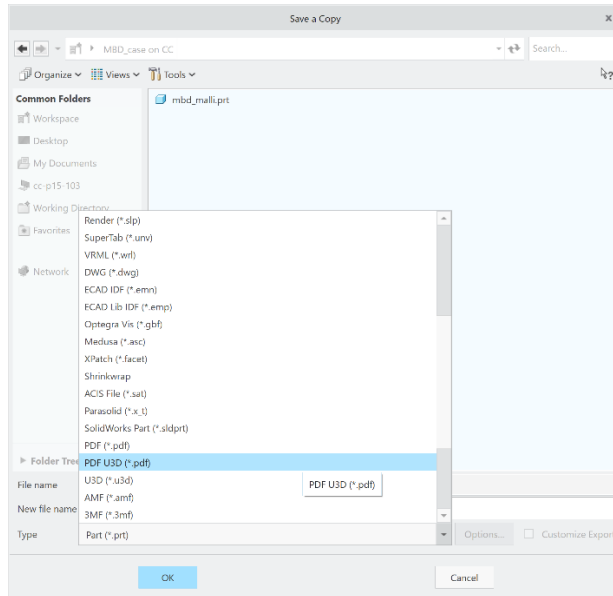 Save a Copy
x
MBD_case on CC
Search...
Organize
Views
Tools
Common Folders
mbd_malli.prt
Workspace
Desktop
My Documents
cc-p15-103
Working Directory
Favorites
Network
Render (*.slp)
SuperTab (*.unv)
VRML (*.wrl)
DWG (*.dwg)
ECAD IDF (*.emn)
ECAD Lib IDF (*.emp)
Optegra Vis (*.gbf)
Medusa (*.asc)
XPatch (*.facet)
Shrinkwrap
ACIS File (*.sat)
Parasolid (*.x_t)
SolidWorks Part (*.sldprt)
PDF (*.pdf)
Folder Tree
PDF U3D (*.pdf)
File name
U3D (*.u3d)
PDF U3D (*.pdf)
AMF (*.amf)
New file name
3MF (*.3mf)
Type
Part (*.prt)
Options...
Customize Export
OK
Cancel